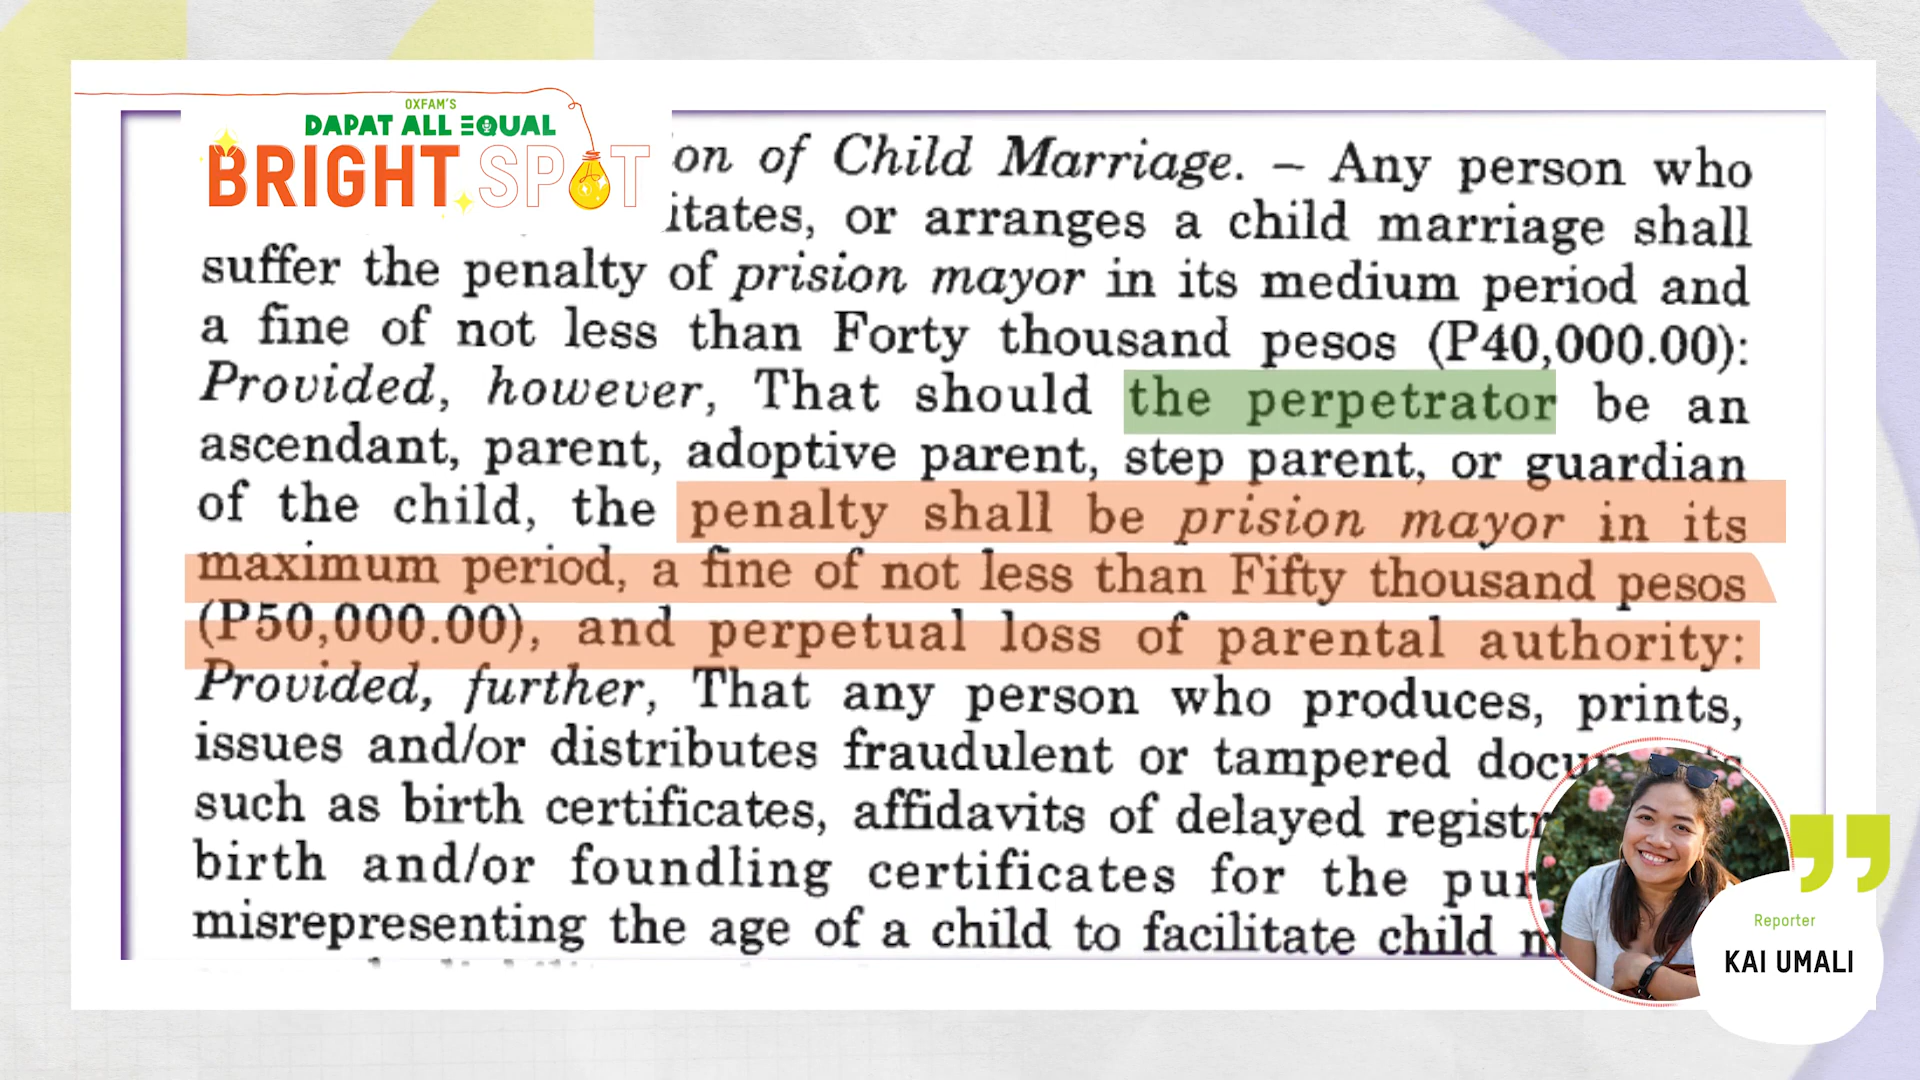 OXFAM'S
DAPAT ALL EQUAL
BRIGHT SPOT
on of Child Marriage. – Any person who
itates, or arranges a child marriage shall
suffer the penalty of prision mayor in its medium period and
a fine of not less than Forty thousand pesos (P40,000.00):
Provided, however, That should the perpetrator be an
ascendant, parent, adoptive parent, step parent, or guardian
of the child, the penalty shall be prision mayor in its
maximum period, a fine of not less than Fifty thousand pesos
(P50,000.00), and perpetual loss of parental authority:
Provided, further, That any person who produces, prints,
issues and/or distributes fraudulent or tampered
such as birth certificates, affidavits of delayed
birth and/or foundling certificates for the
misrepresenting the age of a child to facilitate child
Reporter
KAI UMALI